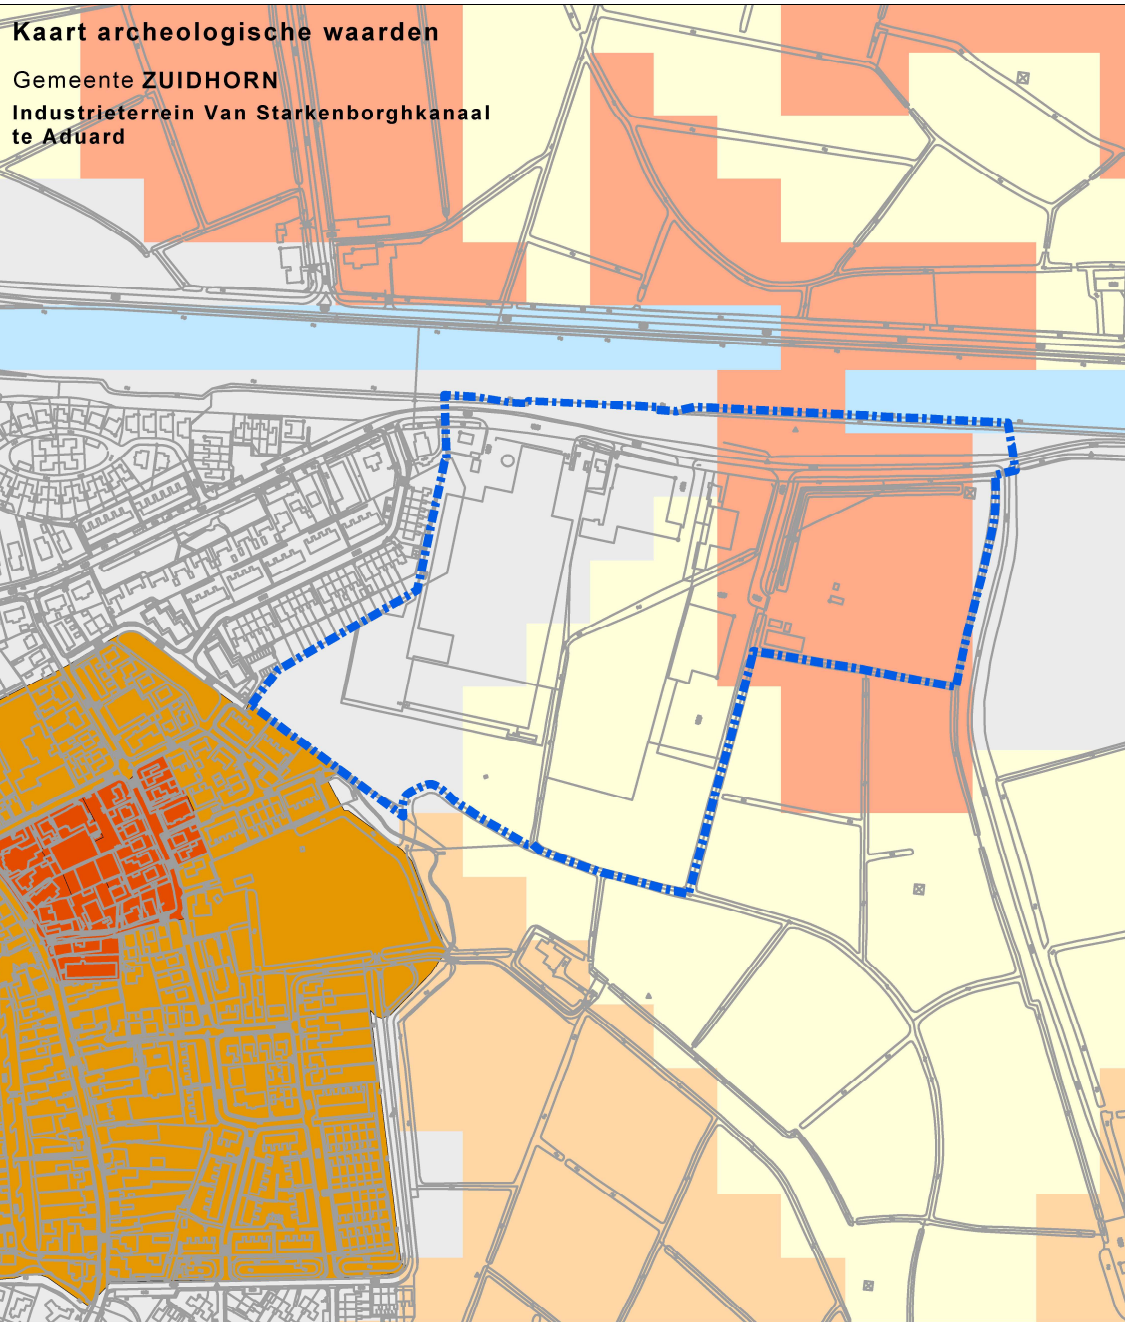 Kaart archeologische waarden
Gemeente ZUIDHORN
Industrieterrein Van Starkenborghkanaal
te Aduard